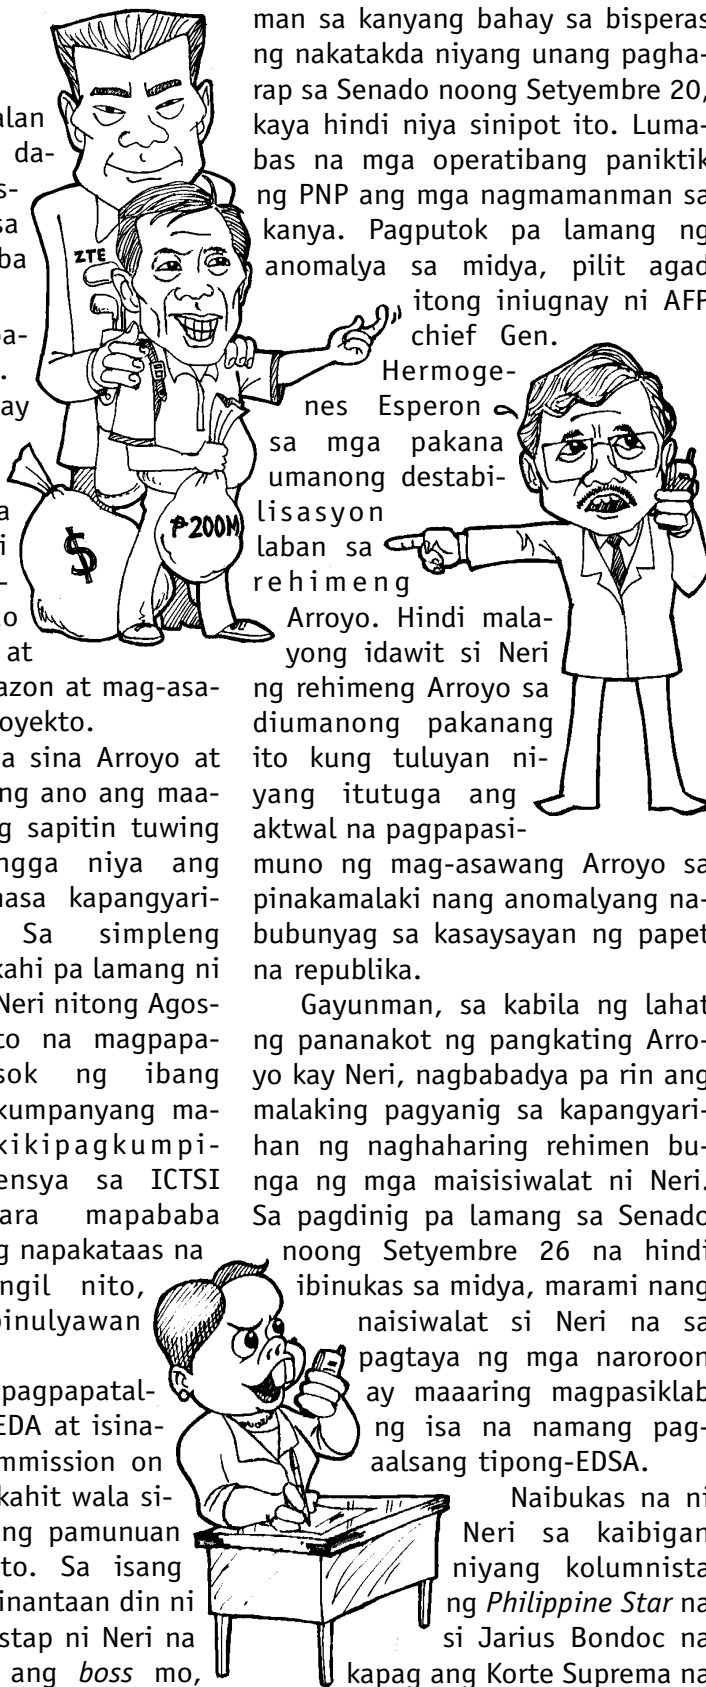 alan
da-
s-
sa
ba
pa-
.
ay
a
i
-
o
at
azon at mag-asa-
oyekto.
a sina Arroyo at
ng ano ang maa-
g sapitin tuwing
ngga niya ang
nasa kapangyari-
Sa simpleng
kahi pa lamang ni
Neri nitong Agos-
to na magpapa-
sok ng ibang
kumpanyang ma-
kikipagkumpi-
ensya sa ICTSI
ara mapababa
g napakataas na
ngil nito,
binulyawan
pagpapatal-
EDA at isina-
mmission on
kahit wala si-
ng pamunuan
to. Sa isang
inantaan din ni
stap ni Neri na
ang boss mo,
ZTE
$
₱200M
man sa kanyang bahay sa bisperas
ng nakatakda niyang unang pagha-
rap sa Senado noong Setyembre 20,
kaya hindi niya sinipot ito. Luma-
bas na mga operatibang paniktik
ng PNP ang mga nagmamanman sa
kanya. Pagputok pa lamang ng
anomalya sa midya, pilit agad
itong iniugnay ni AFP
chief Gen.
Hermoge-
nes Esperon
sa mga pakana
umanong destabi-
lisasyon
laban sa
rehimeng
Arroyo. Hindi mala-
yong idawit si Neri
ng rehimeng Arroyo sa
diumanong pakanang
ito kung tuluyan ni-
yang itutuga ang
aktwal na pagpapasi-
muno ng mag-asawang Arroyo sa
pinakamalaki nang anomalyang na-
bubunyag sa kasaysayan ng papet
na republika.
Gayunman, sa kabila ng lahat
ng pananakot ng pangkating Arro-
yo kay Neri, nagbabadya pa rin ang
malaking pagyanig sa kapangyari-
han ng naghaharing rehimen bu-
nga ng mga maisisiwalat ni Neri.
Sa pagdinig pa lamang sa Senado
noong Setyembre 26 na hindi
ibinukas sa midya, marami nang
naisiwalat si Neri na sa
pagtaya ng mga naroroon
ay maaaring magpasiklab
ng isa na namang pag-
aalsang tipong-EDSA.
Naibukas na ni
Neri sa kaibigan
niyang kolumnista
ng Philippine Star na
si Jarius Bondoc na
kapag ang Korte Suprema na